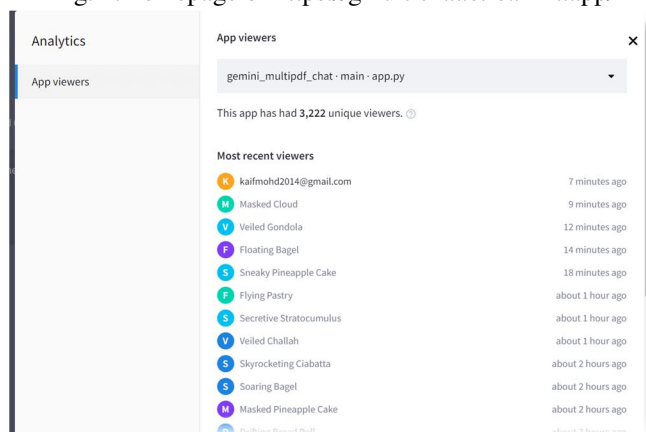 Analytics
App viewers
App viewers
gemini_multipdf_chat · main · app.py
This app has had 3,222 unique viewers.
Most recent viewers
K kaifmohd2014@gmail.com 7 minutes ago
M Masked Cloud 9 minutes ago
V Veiled Gondola 12 minutes ago
F Floating Bagel 14 minutes ago
S Sneaky Pineapple Cake 18 minutes ago
F Flying Pastry about 1 hour ago
S Secretive Stratocumulus about 1 hour ago
V Veiled Challah about 1 hour ago
S Skyrocketing Ciabatta about 2 hours ago
S Soaring Bagel about 2 hours ago
M Masked Pineapple Cake about 2 hours ago